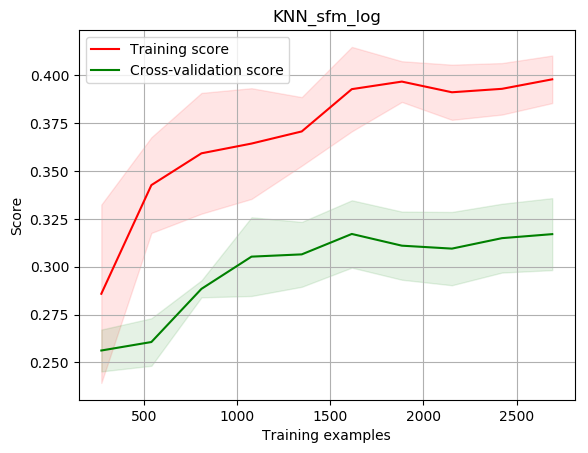 KNN_sfm_log
Training score
Cross-validation score
0.400
0.375
0.350
0.325
0.300
0.275
0.250
Score
500
1000
1500
2000
2500
Training examples